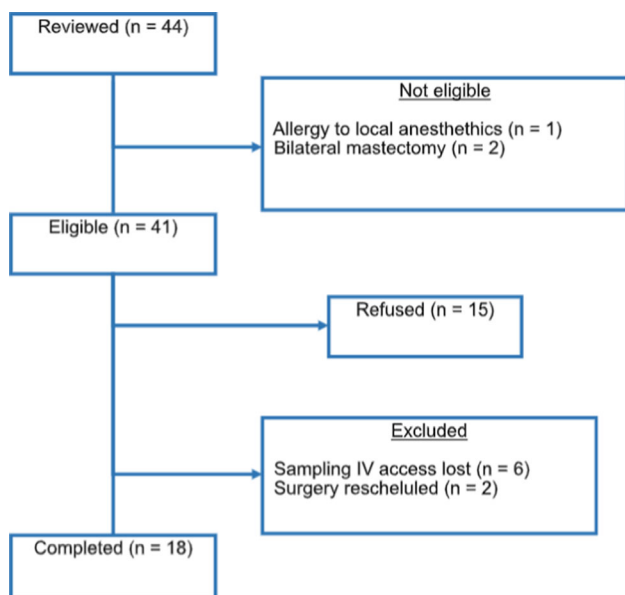 Reviewed (n = 44)
Not eligible
Allergy to local anesthethics (n = 1)
Bilateral mastectomy (n = 2)
Eligible (n = 41)
Refused (n = 15)
Excluded
Sampling IV access lost (n = 6)
Surgery rescheluled (n = 2)
Completed (n = 18)